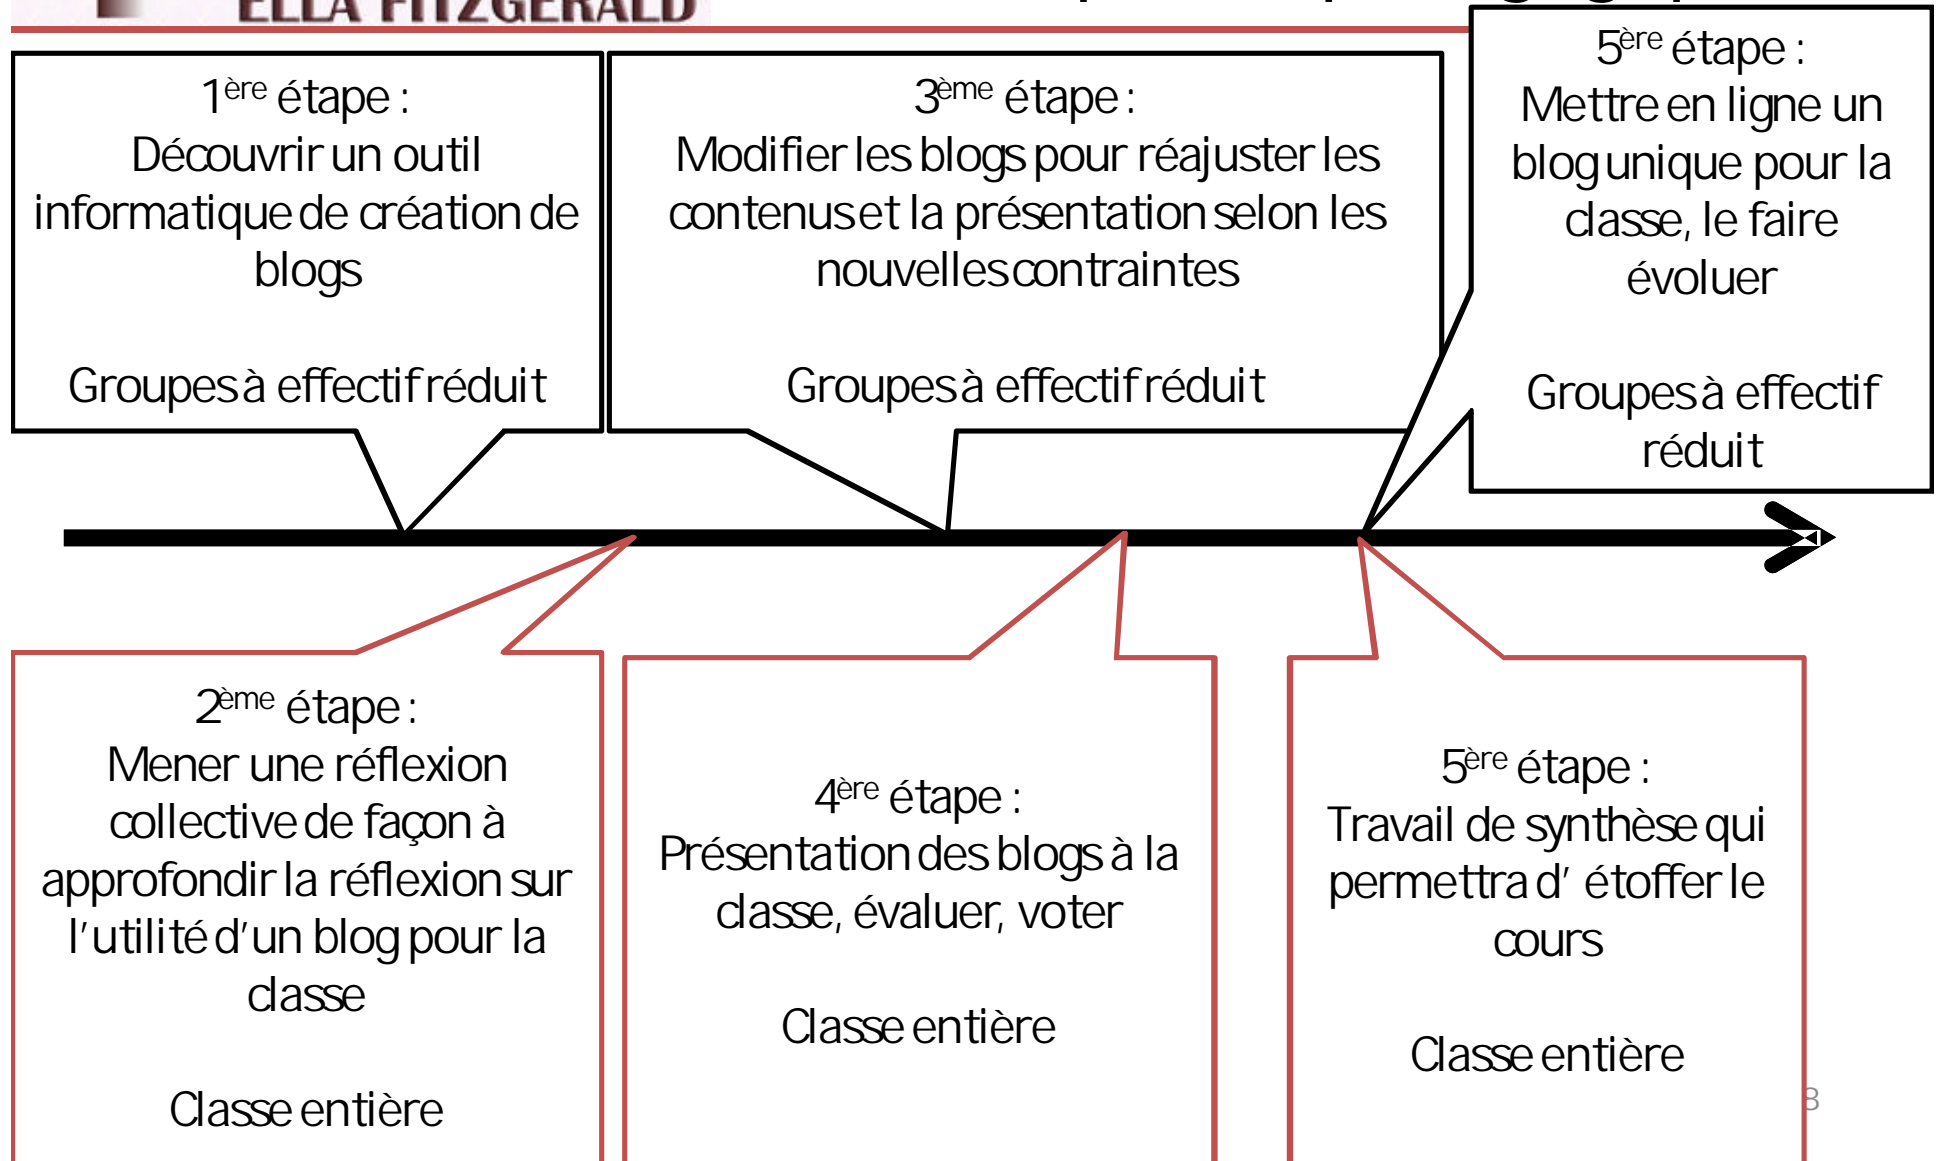 ELLA FITZGERALD
1ère étape :
Découvrir un outil
informatique de création de
blogs
Groupes à effectif réduit
3ème étape :
Modifier les blogs pour réajuster les
contenus et la présentation selon les
nouvelles contraintes
Groupes à effectif réduit
5ère étape :
Mettre en ligne un
blog unique pour la
classe, le faire
évoluer
Groupes à effectif
réduit
2ème étape :
Mener une réflexion
collective de façon à
approfondir la réflexion sur
l'utilité d'un blog pour la
classe
Classe entière
4ère étape :
Présentation des blogs à la
classe, évaluer, voter
Classe entière
5ère étape :
Travail de synthèse qui
permettra d' étoffer le
cours
Classe entière